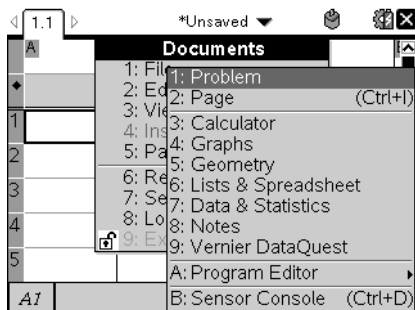 1.1 *Unsaved
A
Documents
1: File
2: Ed
3: Vie
4: Ins
5: Pa
6: Re
7: Se
8: Lo
9: Ex
1: Problem
2: Page (Ctrl+I)
3: Calculator
4: Graphs
5: Geometry
6: Lists & Spreadsheet
7: Data & Statistics
8: Notes
9: Vernier DataQuest
A: Program Editor
B: Sensor Console (Ctrl+D)
1
2
3
4
5
A1